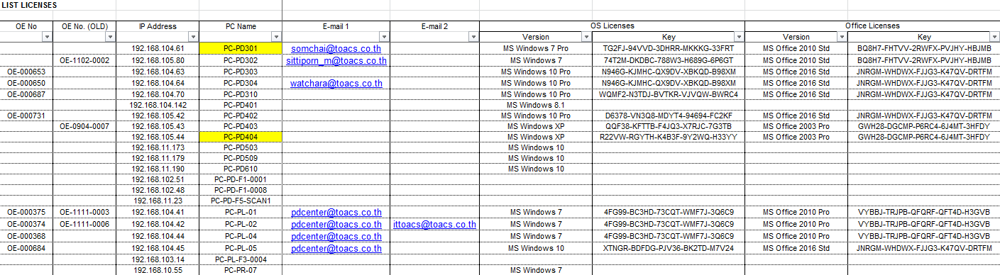 LIST LICENSES
OE No OE No. (OLD) IP Address PC Name E-mail 1 E-mail 2 OS Licenses Office Licenses
Version Key Version Key
192.168.104.61 PC-PD301 somchai@toacs.co.th MS Windows 7 Pro TG2FJ-94VVD-3DHRR-MKKKG-33FRT MS Office 2010 Std BQ8H7-FHTVV-2RWFX-PVJHY-HBJMB
OE-1102-0002 192.168.105.80 PC-PD302 sittiporn_m@toacs.co.th MS Windows 7 74T2M-DKDBC-788W3-H689G-6P6GT MS Office 2010 Std BQ8H7-FHTVV-2RWFX-PVJHY-HBJMB
OE-000653 192.168.104.63 PC-PD303 MS Windows 10 Pro N946G-KJMHC-QX9DV-XBKQD-B98XM MS Office 2016 Std JNRGM-WHDWX-FJJG3-K47QV-DRTFM
OE-000650 192.168.104.64 PC-PD304 watchara@toacs.co.th MS Windows 10 Pro N946G-KJMHC-QX9DV-XBKQD-B98XM MS Office 2016 Std JNRGM-WHDWX-FJJG3-K47QV-DRTFM
OE-000687 192.168.104.70 PC-PD310 MS Windows 10 Pro WQMF2-N3TDJ-BVTKR-VJVQW-BWRC4 MS Office 2016 Std JNRGM-WHDWX-FJJG3-K47QV-DRTFM
192.168.104.142 PC-PD401 MS Windows 8.1
OE-000731 192.168.105.42 PC-PD402 MS Windows 10 Pro D6378-VN3Q8-MDYT4-94694-FC2KF MS Office 2016 Std JNRGM-WHDWX-FJJG3-K47QV-DRTFM
OE-0904-0007 192.168.105.43 PC-PD403 MS Windows XP QQF38-KFTTB-F4JQ3-X7RJC-7G3TB MS Office 2003 Pro GWH28-DGCMP-P6RC4-6J4MT-3HFDY
192.168.105.44 PC-PD404 MS Windows XP R22VW-RGYTH-K4B3F-9Y2WQ-H33YY MS Office 2003 Pro GWH28-DGCMP-P6RC4-6J4MT-3HFDY
192.168.11.173 PC-PD503 MS Windows 10
192.168.11.179 PC-PD509 MS Windows 10
192.168.11.190 PC-PD610 MS Windows 10
192.168.102.51 PC-PD-F1-0001
192.168.102.48 PC-PD-F1-0008
192.168.11.23 PC-PD-F5-SCAN1
OE-000375 OE-1111-0003 192.168.104.41 PC-PL-01 pdcenter@toacs.co.th MS Windows 7 4FG99-BC3HD-73CQT-WMF7J-3Q6C9 MS Office 2010 Pro VYBBJ-TRJPB-QFQRF-QFT4D-H3GVB
OE-000374 OE-1111-0006 192.168.104.42 PC-PL-02 pdcenter@toacs.co.th ittoacs@toacs.co.th MS Windows 7 4FG99-BC3HD-73CQT-WMF7J-3Q6C9 MS Office 2010 Pro VYBBJ-TRJPB-QFQRF-QFT4D-H3GVB
OE-000368 192.168.104.44 PC-PL-04 pdcenter@toacs.co.th MS Windows 7 4FG99-BC3HD-73CQT-WMF7J-3Q6C9 MS Office 2010 Pro VYBBJ-TRJPB-QFQRF-QFT4D-H3GVB
OE-000684 192.168.104.45 PC-PL-05 pdcenter@toacs.co.th MS Windows 10 XTNGR-BDFDG-PJV36-BK2TD-M7V24 MS Office 2016 Std JNRGM-WHDWX-FJJG3-K47QV-DRTFM
192.168.103.14 PC-PL-F3-0004
192.168.10.55 PC-PR-07 MS Windows 7